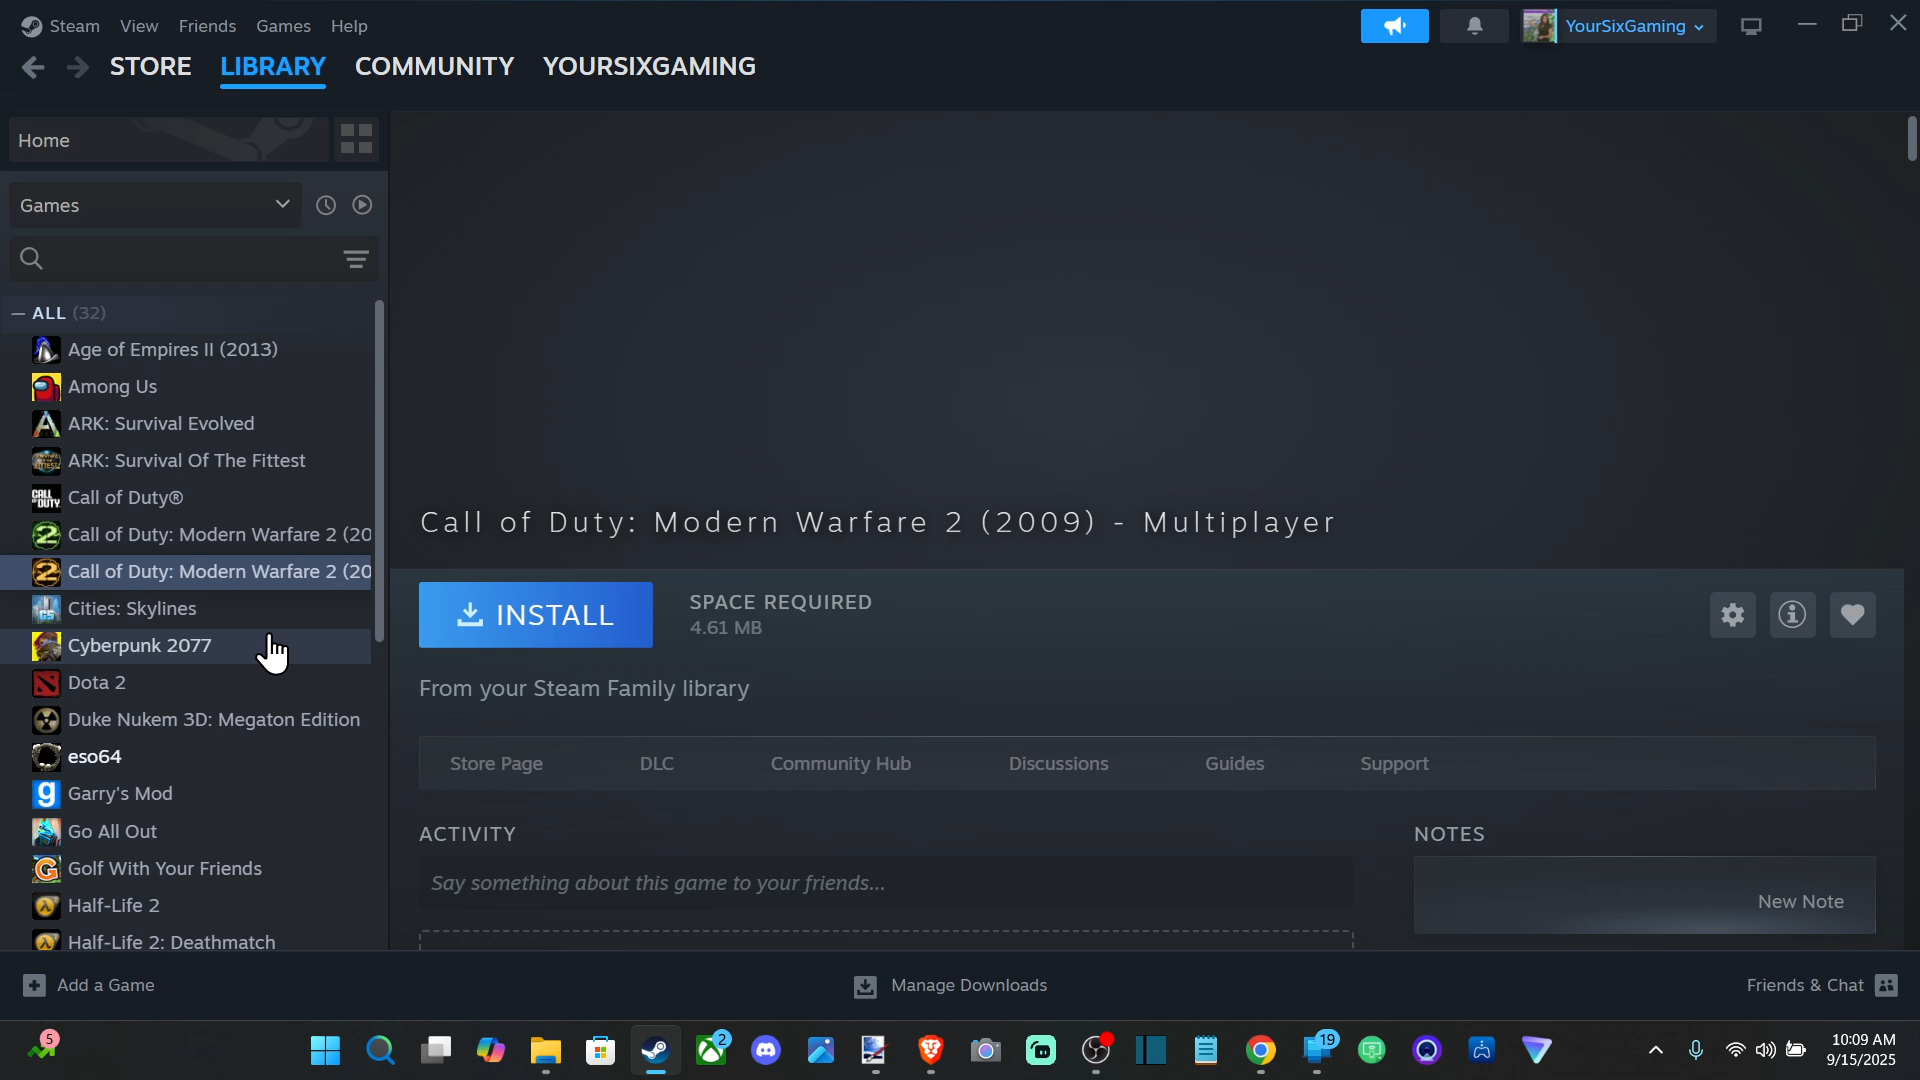 Steam View Friends Games Help
YourSixGaming
STORE LIBRARY COMMUNITY YOURSIXGAMING
Home
Games
ALL (32)
Age of Empires II (2013)
Among Us
ARK: Survival Evolved
ARK: Survival Of The Fittest
Call of Duty®
Call of Duty: Modern Warfare 2 (20
Call of Duty: Modern Warfare 2 (20
Cities: Skylines
Cyberpunk 2077
Dota 2
Duke Nukem 3D: Megaton Edition
eso64
Garry's Mod
Go All Out
Golf With Your Friends
Half-Life 2
Half-Life 2: Deathmatch
Call of Duty: Modern Warfare 2 (2009) - Multiplayer
INSTALL
SPACE REQUIRED
4.61 MB
From your Steam Family library
Store Page DLC Community Hub Discussions Guides Support
ACTIVITY
Say something about this game to your friends...
NOTES
New Note
Add a Game
Manage Downloads
Friends & Chat
5
2
19
10:09 AM
9/15/2025